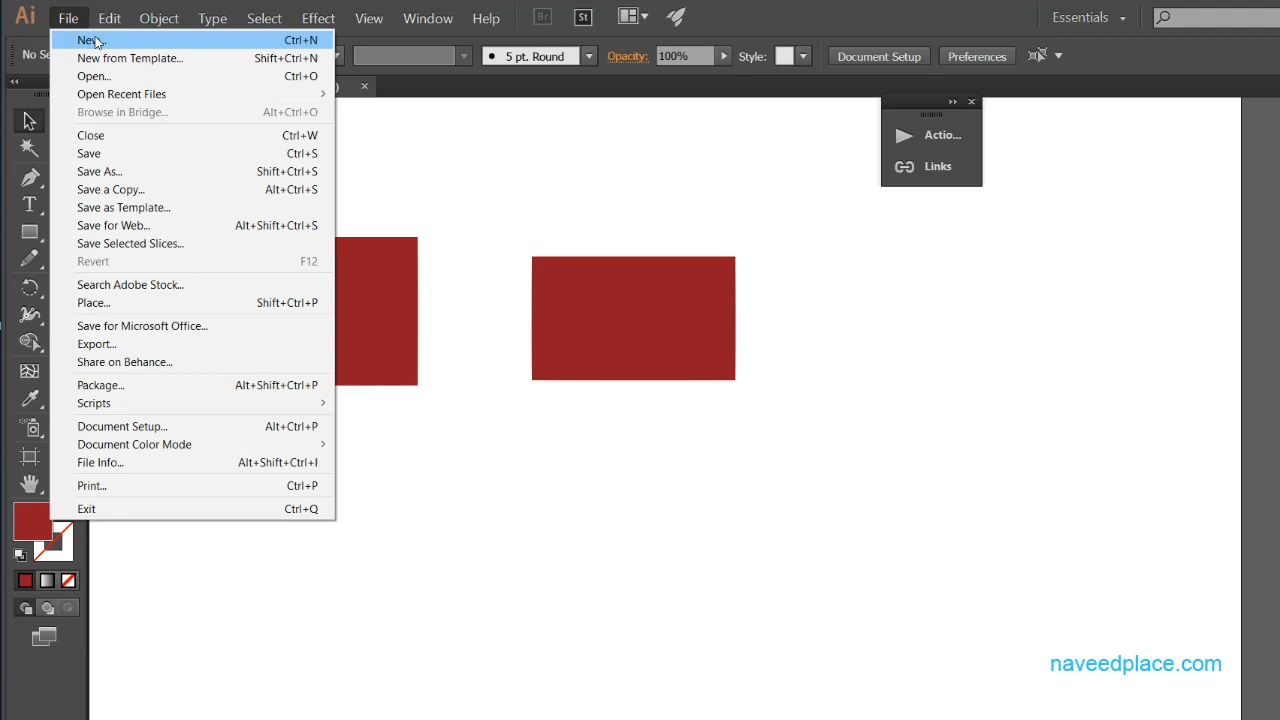 Ai File Edit Object Type Select Effect View Window Help Br St Essentials
No Se 5 pt. Round Opacity: 100% Style: Document Setup Preferences
New... Ctrl+N
New from Template... Shift+Ctrl+N
Open... Ctrl+O
Open Recent Files
Browse in Bridge... Alt+Ctrl+O
Close Ctrl+W
Save Ctrl+S
Save As... Shift+Ctrl+S
Save a Copy... Alt+Ctrl+S
Save as Template...
Save for Web... Alt+Shift+Ctrl+S
Save Selected Slices...
Revert F12
Search Adobe Stock...
Place... Shift+Ctrl+P
Save for Microsoft Office...
Export...
Share on Behance...
Package... Alt+Shift+Ctrl+P
Scripts
Document Setup... Alt+Ctrl+P
Document Color Mode
File Info... Alt+Shift+Ctrl+I
Print... Ctrl+P
Exit Ctrl+Q
Actio...
Links
naveedplace.com